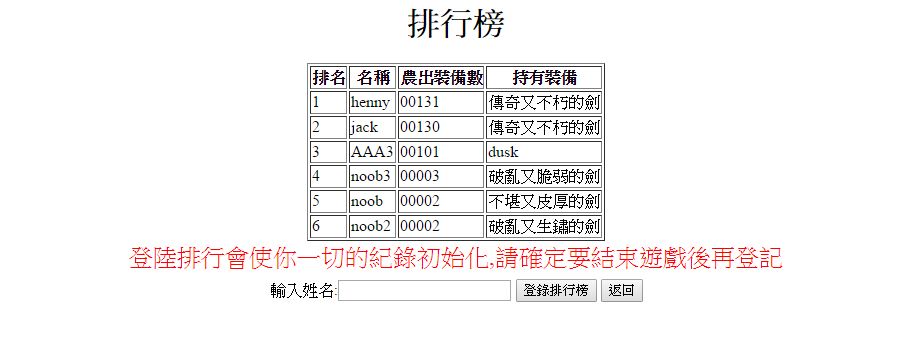 排行榜
排名 名稱 農出裝備數 持有裝備
1 henny 00131 傳奇又不朽的劍
2 jack 00130 傳奇又不朽的劍
3 AAA3 00101 dusk
4 noob3 00003 破亂又脆弱的劍
5 noob 00002 不堪又皮厚的劍
6 noob2 00002 破亂又生鏽的劍
登陸排行會使你一切的紀錄初始化,請確定要結束遊戲後再登記
輸入姓名: 登錄排行榜 返回